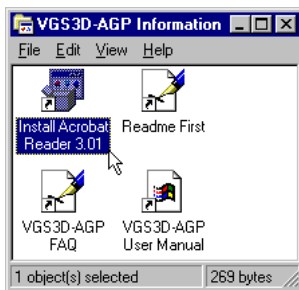 VGS3D-AGP Information
File Edit View Help
Install Acrobat Readme First
Reader 3.01
VGS3D-AGP VGS3D-AGP
FAQ User Manual
1 object(s) selected 269 bytes